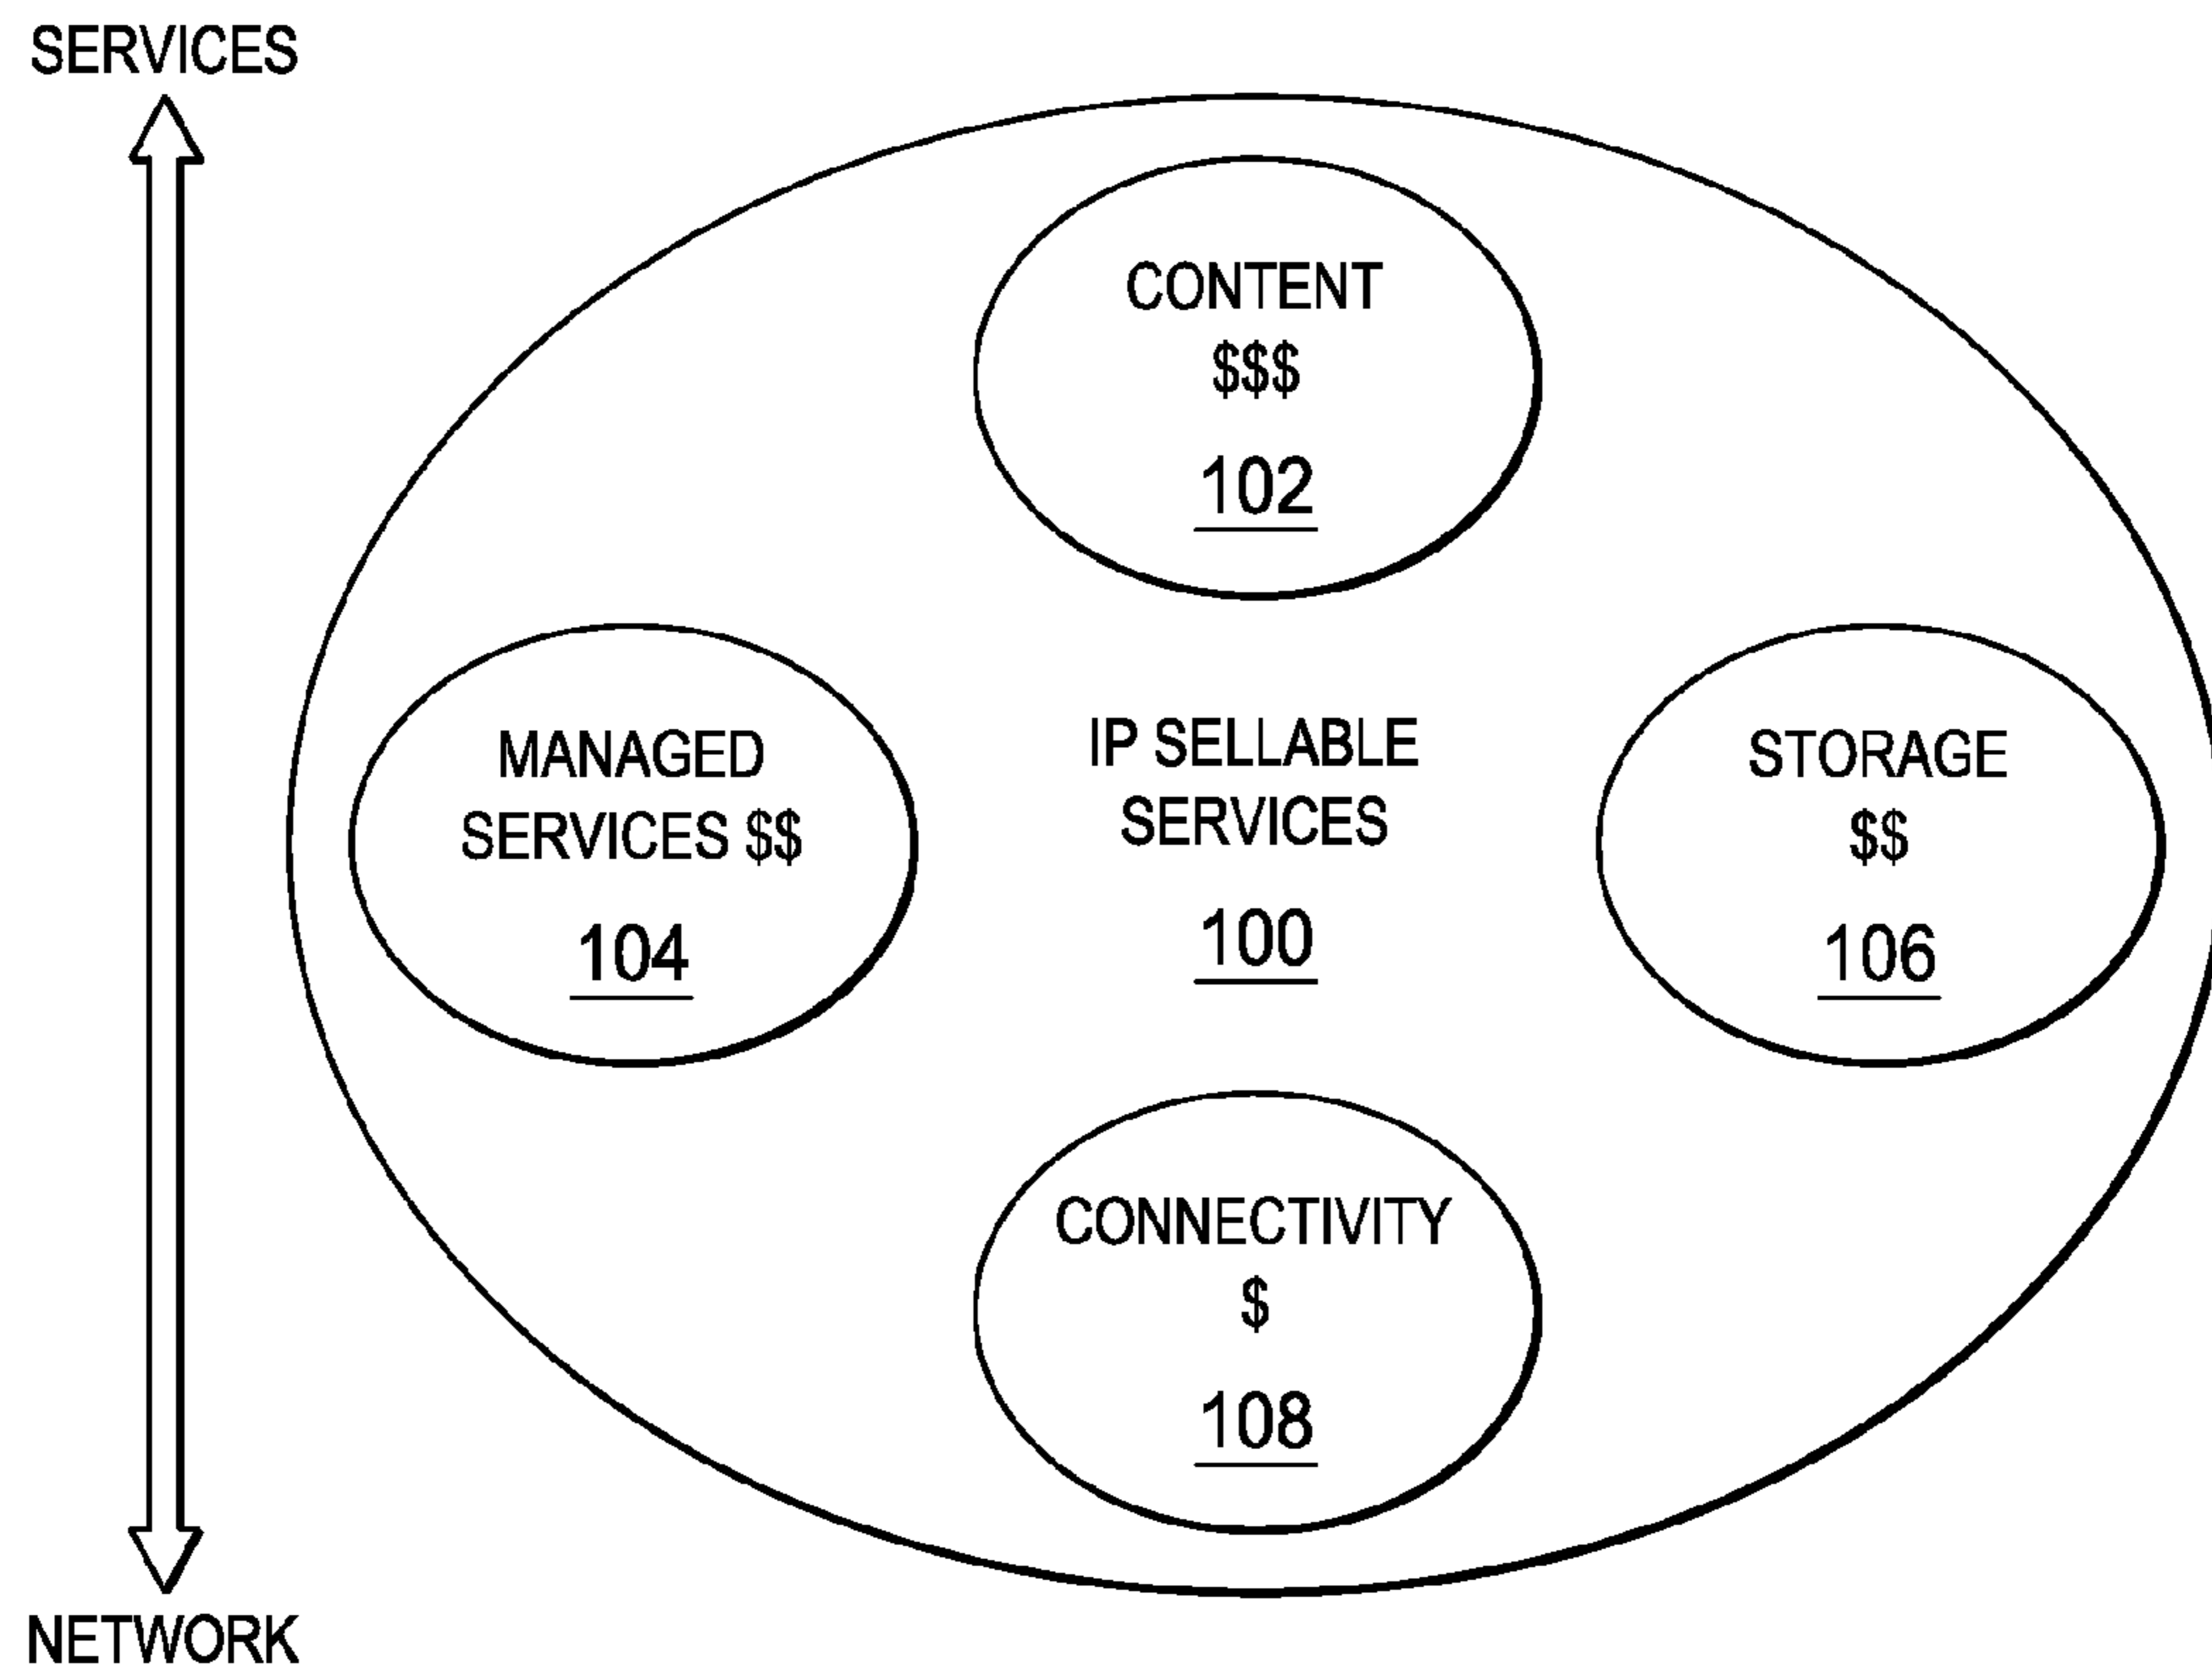 SERVICES
CONTENT
$$$
102
MANAGED
SERVICES $$
104
IP SELLABLE
SERVICES
100
STORAGE
$$
106
CONNECTIVITY
$
108
NETWORK